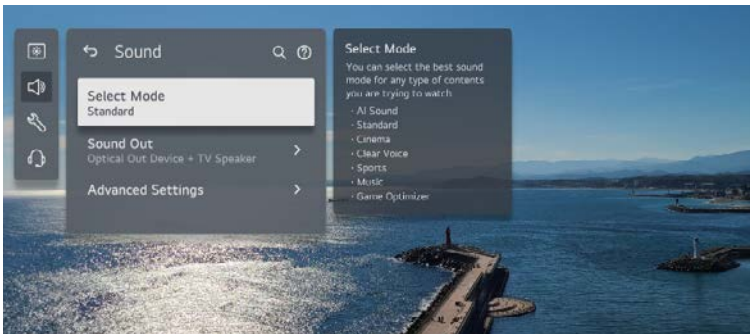 Sound
Select Mode
Standard
Sound Out
Optical Out Device + TV Speaker
Advanced Settings
Select Mode
You can select the best sound
mode for any type of contents
you are trying to watch
· AI Sound
· Standard
· Cinema
· Clear Voice
· Sports
· Music
· Game Optimizer